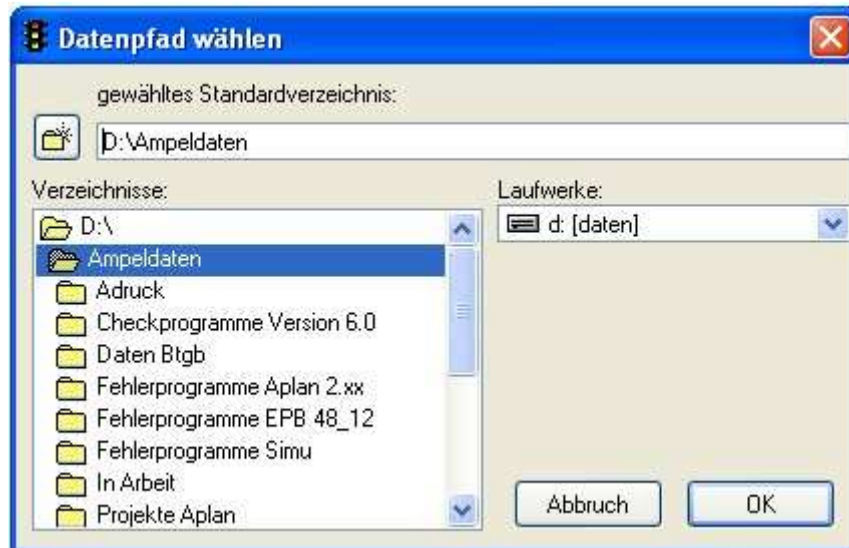 Datenpfad wählen
gewähltes Standardverzeichnis:
D:\Ampeldaten
Verzeichnisse:
Laufwerke:
D:\
d: [daten]
Ampeldaten
Adruck
Checkprogramme Version 6.0
Daten Btgb
Fehlerprogramme Aplan 2.xx
Fehlerprogramme EPB 48_12
Fehlerprogramme Simu
In Arbeit
Projekte Aplan
Abbruch
OK